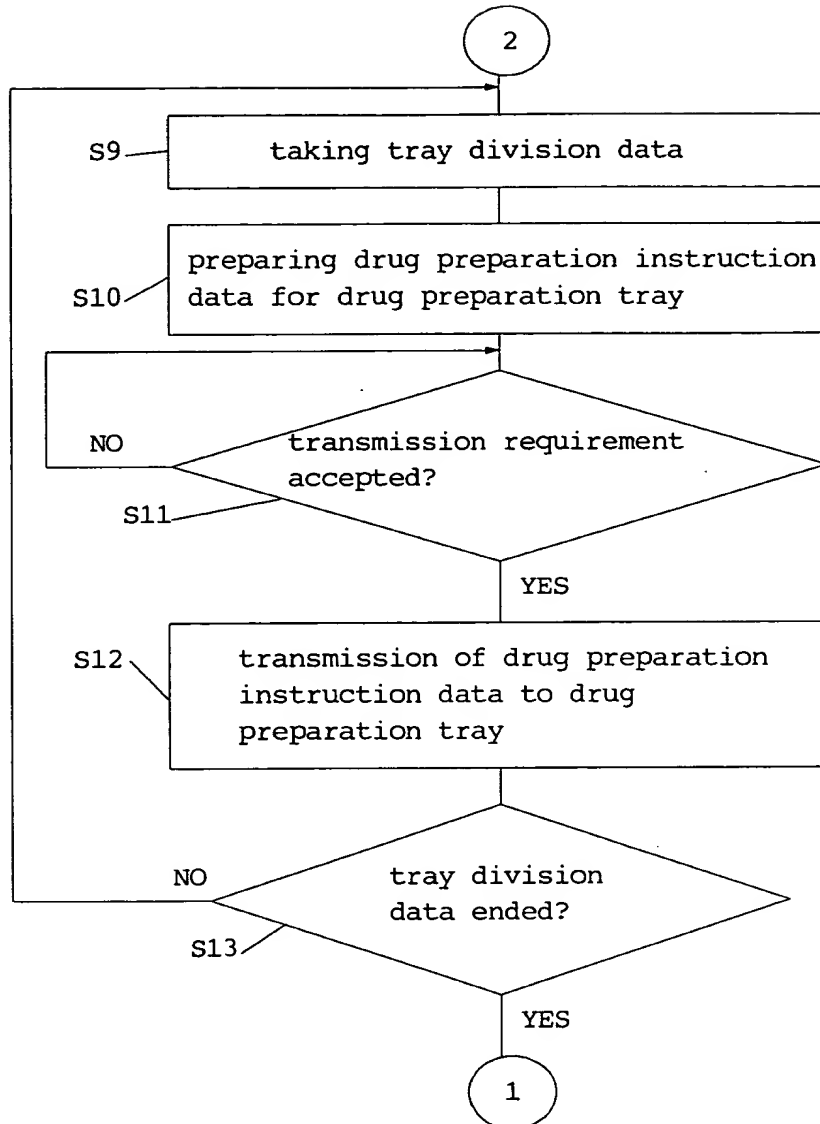 2
S9
taking tray division data
S10
preparing drug preparation instruction
data for drug preparation tray
NO
transmission requirement
accepted?
S11
YES
S12
transmission of drug preparation
instruction data to drug
preparation tray
NO
tray division
data ended?
S13
YES
1